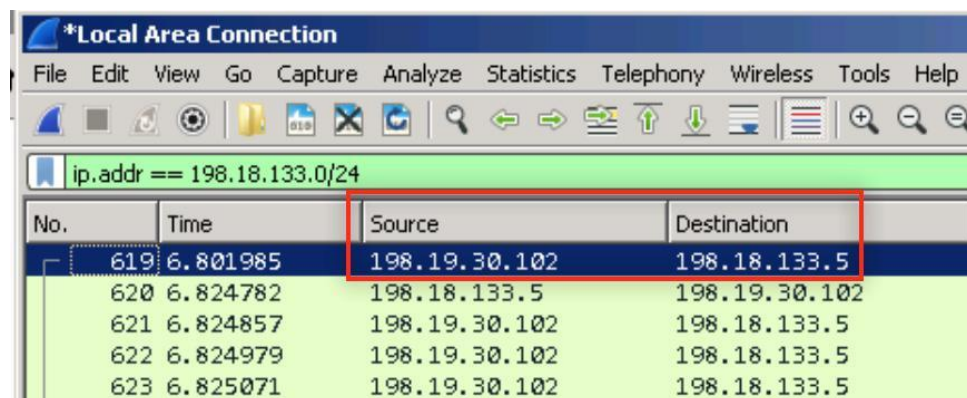 *Local Area Connection
File Edit View Go Capture Analyze Statistics Telephony Wireless Tools Help
ip.addr == 198.18.133.0/24
No. Time Source Destination
619 6.801985 198.19.30.102 198.18.133.5
620 6.824782 198.18.133.5 198.19.30.102
621 6.824857 198.19.30.102 198.18.133.5
622 6.824979 198.19.30.102 198.18.133.5
623 6.825071 198.19.30.102 198.18.133.5